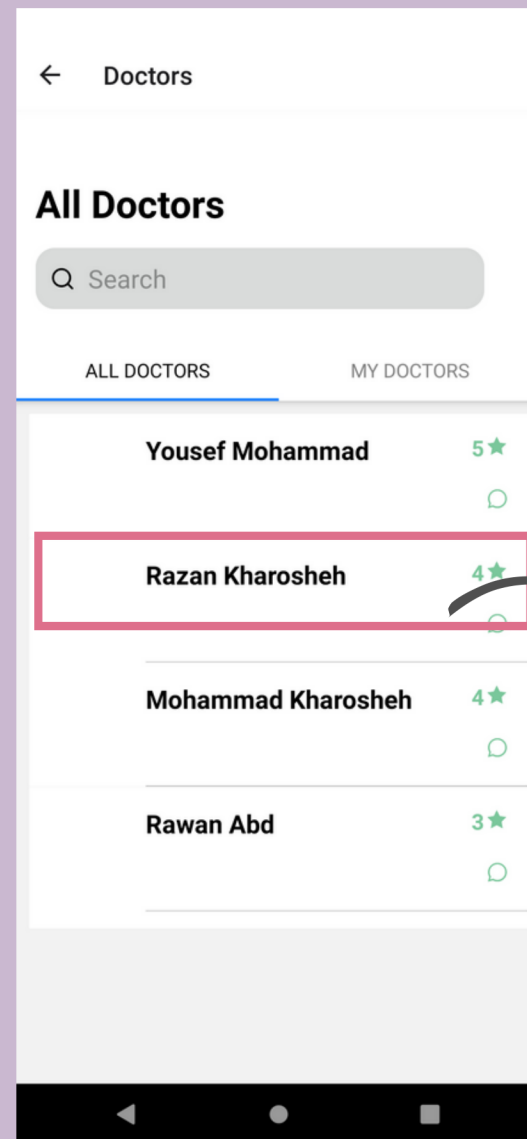 Doctors
All Doctors
Search
ALL DOCTORS MY DOCTORS
Yousef Mohammad 5
Razan Kharosheh 4
Mohammad Kharosheh 4
Rawan Abd 3